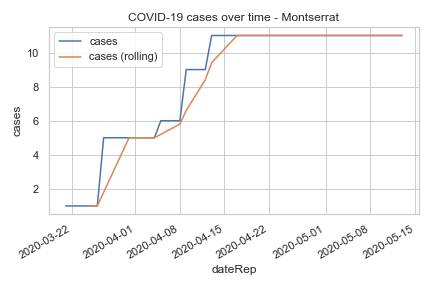 COVID-19 cases over time - Montserrat
cases
cases (rolling)
cases
10
8
6
4
2
2020-03-22
2020-04-01
2020-04-08
2020-04-15
2020-04-22
2020-05-01
2020-05-08
2020-05-15
dateRep